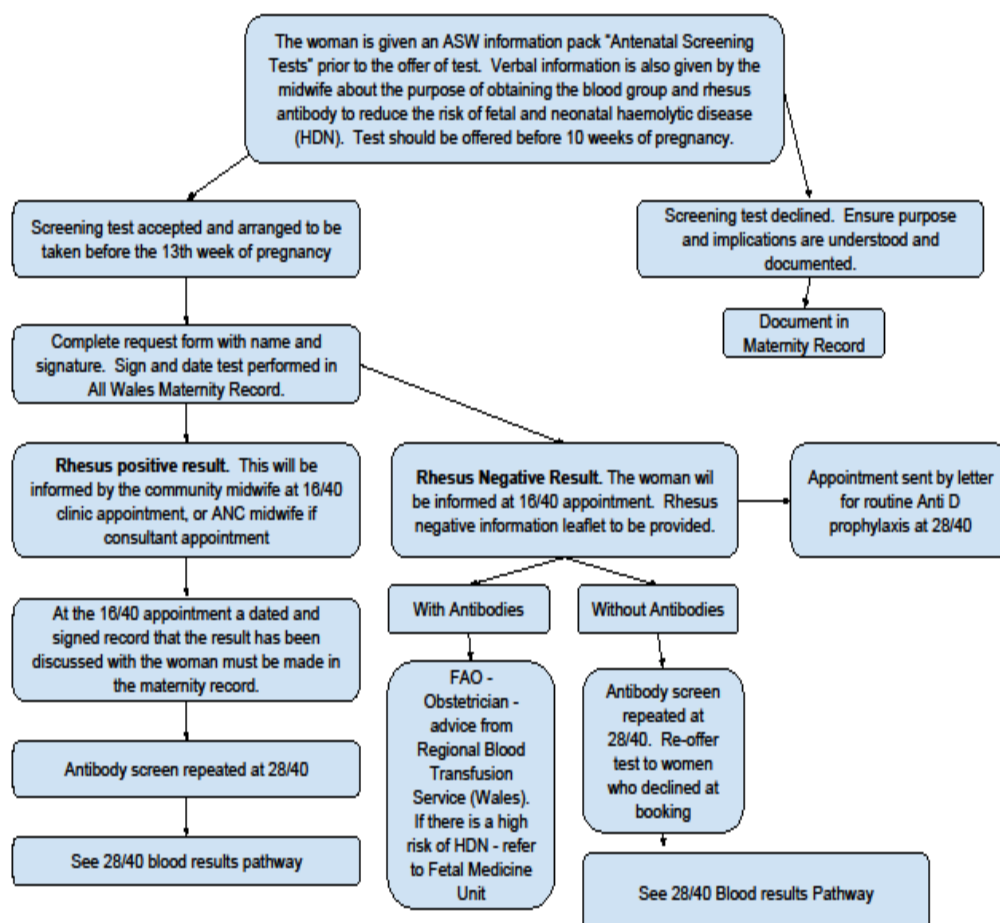 The woman is given an ASW information pack "Antenatal Screening
Tests" prior to the offer of test. Verbal information is also given by the
midwife about the purpose of obtaining the blood group and rhesus
antibody to reduce the risk of fetal and neonatal haemolytic disease
(HDN). Test should be offered before 10 weeks of pregnancy.
Screening test accepted and arranged to be
taken before the 13th week of pregnancy
Screening test declined. Ensure purpose
and implications are understood and
documented.
Document in
Maternity Record
Complete request form with name and
signature. Sign and date test performed in
All Wales Maternity Record.
Rhesus positive result. This will be
informed by the community midwife at 16/40
clinic appointment, or ANC midwife if
consultant appointment
Rhesus Negative Result. The woman wil
be informed at 16/40 appointment. Rhesus
negative information leaflet to be provided.
Appointment sent by letter
for routine Anti D
prophylaxis at 28/40
With Antibodies
Without Antibodies
At the 16/40 appointment a dated and
signed record that the result has been
discussed with the woman must be made in
the maternity record.
FAO -
Obstetrician -
advice from
Regional Blood
Transfusion
Service (Wales).
If there is a high
risk of HDN - refer
to Fetal Medicine
Unit
Antibody screen
repeated at
28/40. Re-offer
test to women
who declined at
booking
Antibody screen repeated at 28/40
See 28/40 blood results pathway
See 28/40 Blood results Pathway